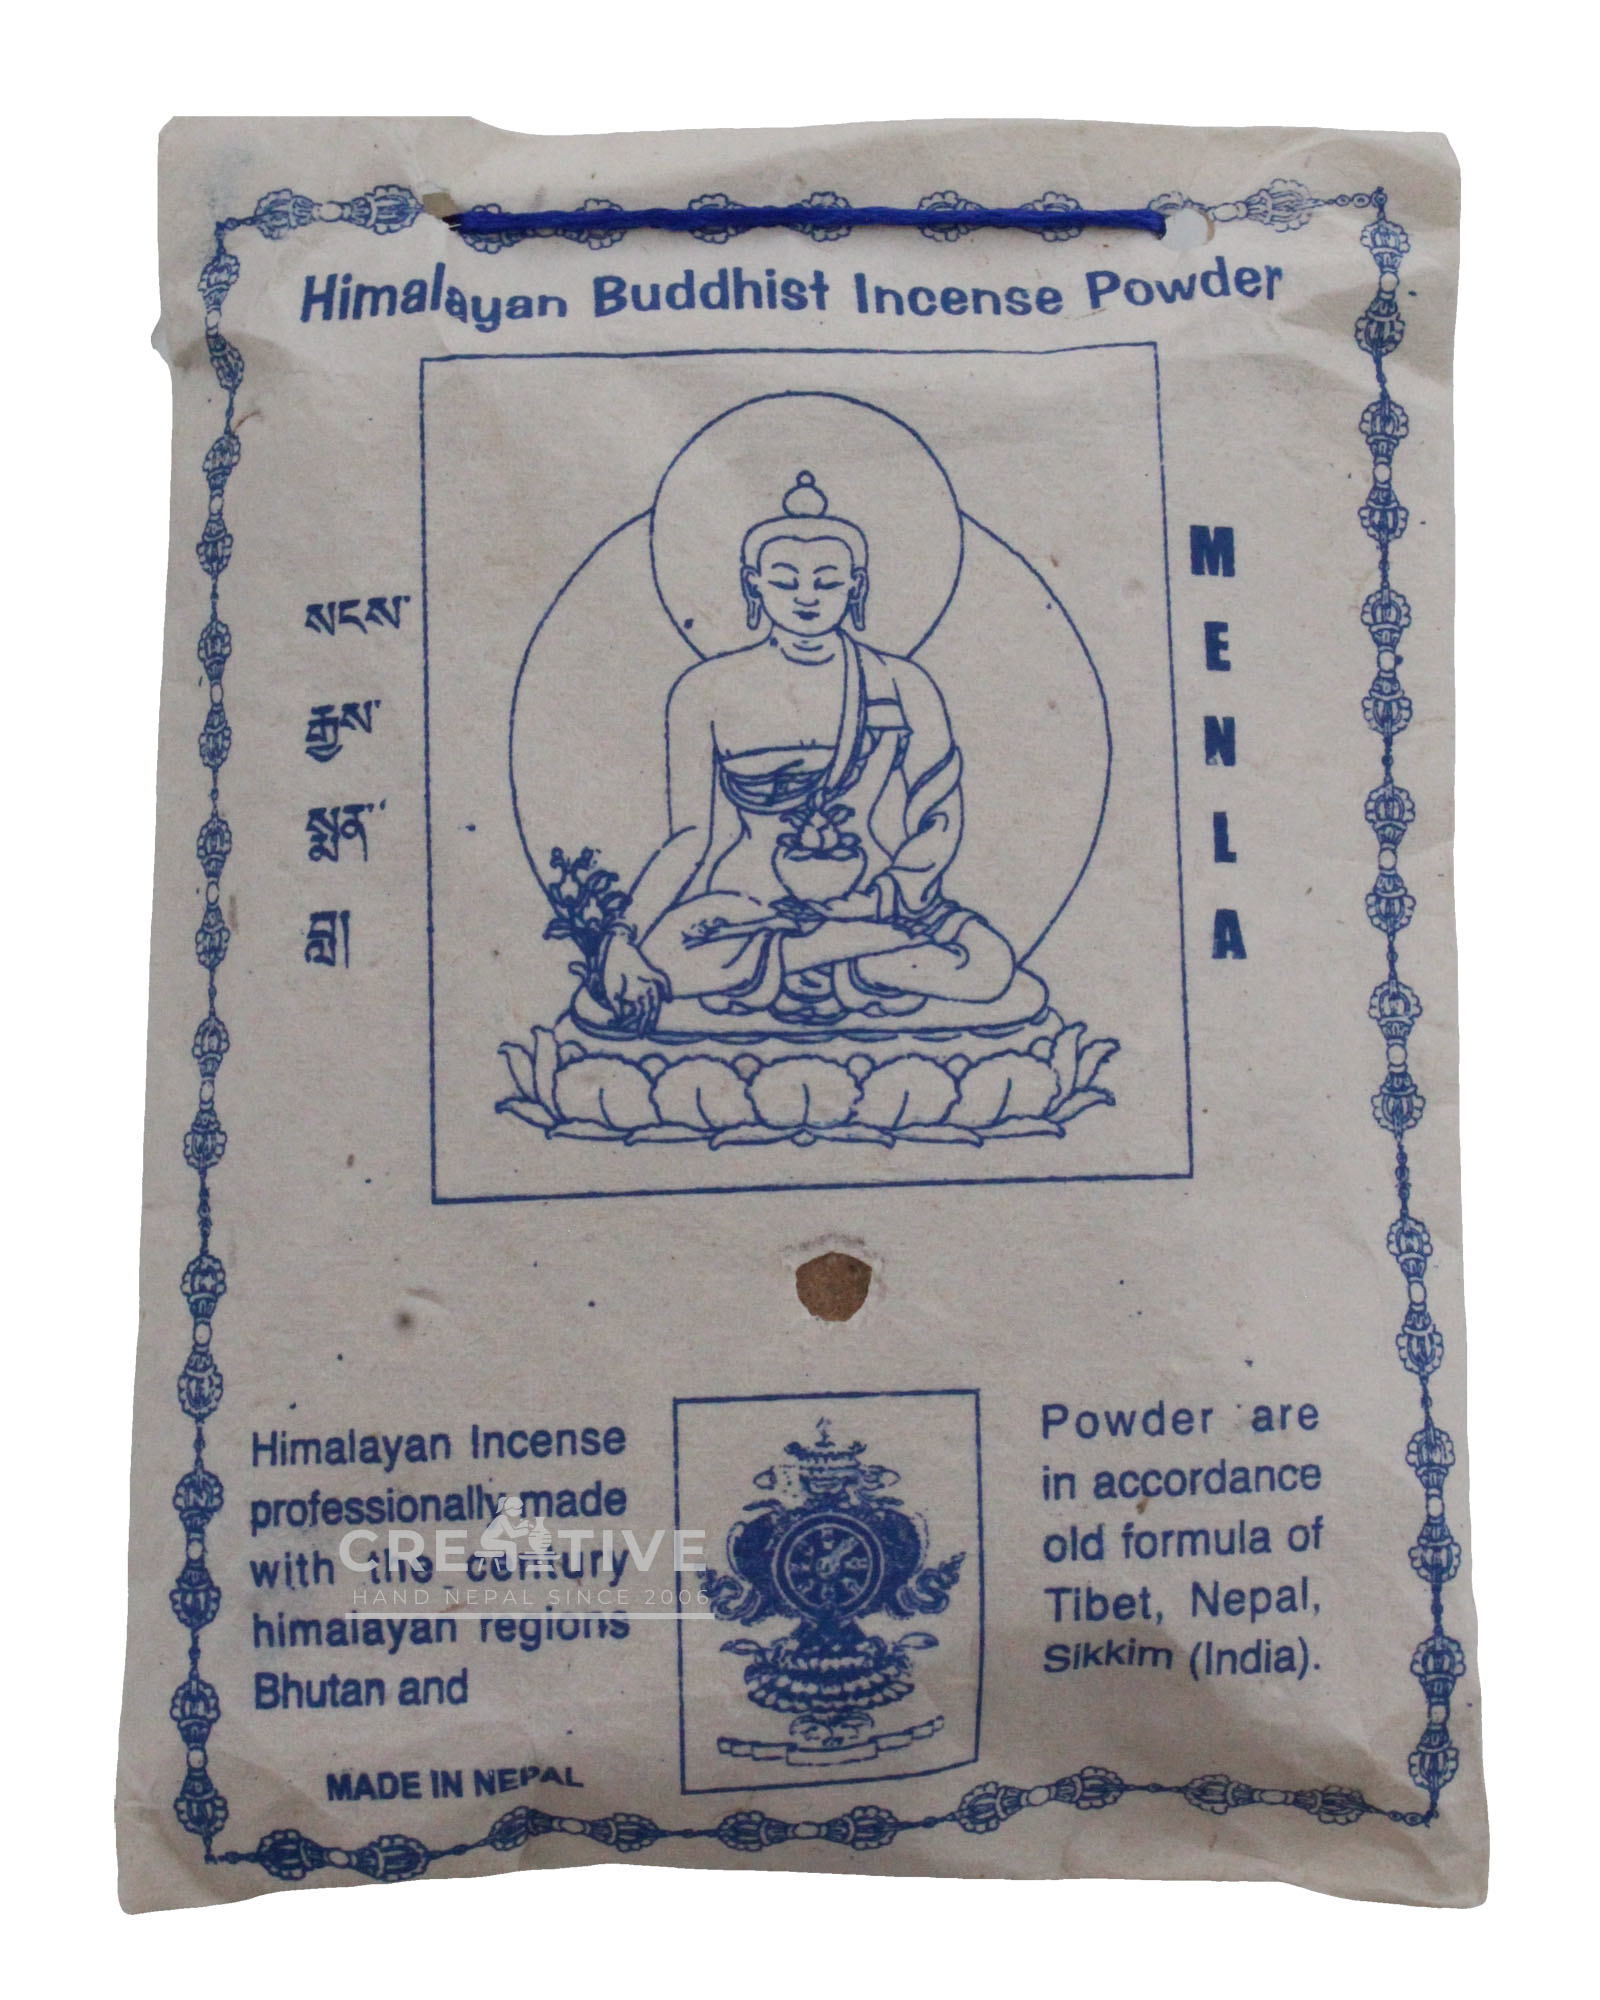 Himalayan Buddhist Incense Powder
སངས་
རྒྱས་
སྨན་
བླ།
M
E
N
L
A
Himalayan Incense
professionally made
with the century
himalayan regions
Bhutan and
MADE IN NEPAL
Powder are
in accordance
old formula of
Tibet, Nepal,
Sikkim (India).
CREATIVE
HAND NEPAL SINCE 2006